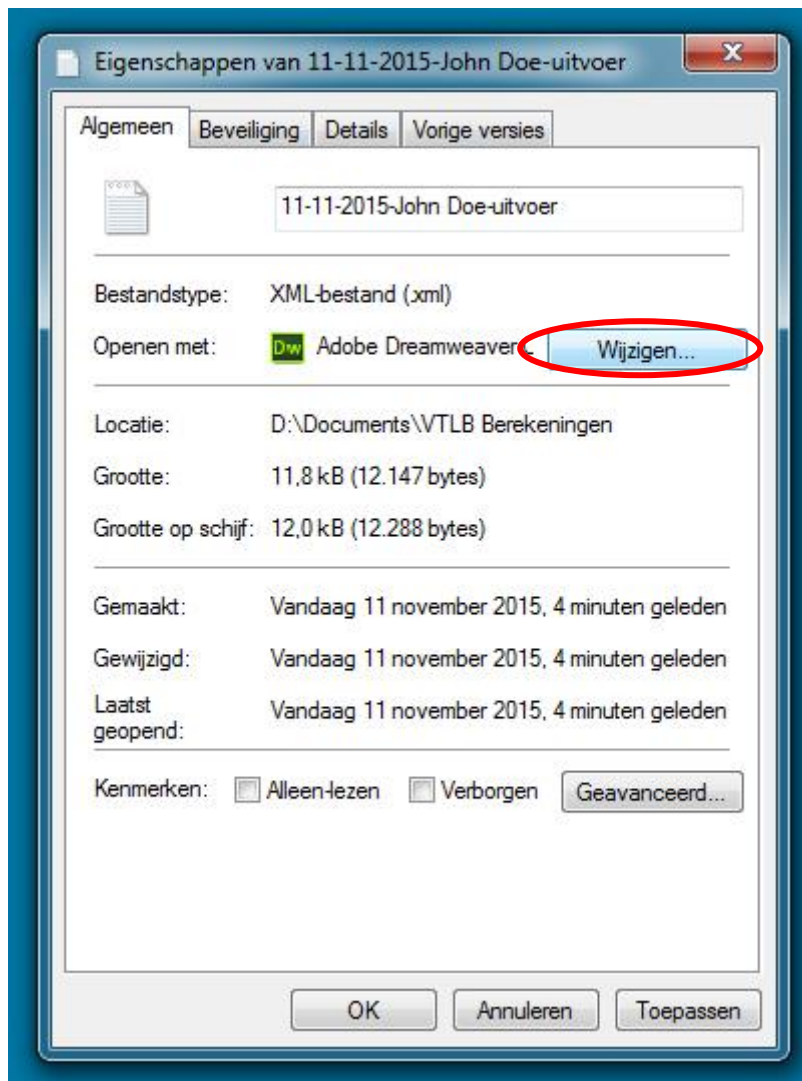 Eigenschappen van 11-11-2015-John Doe-uitvoer
x
Algemeen Beveiliging Details Vorige versies
11-11-2015-John Doe-uitvoer
Bestandstype: XML-bestand (.xml)
Openen met: Dw Adobe Dreamweaver Wijzigen...
Locatie: D:\Documents\VTLB Berekeningen
Grootte: 11,8 kB (12.147 bytes)
Grootte op schijf: 12,0 kB (12.288 bytes)
Gemaakt: Vandaag 11 november 2015, 4 minuten geleden
Gewijzigd: Vandaag 11 november 2015, 4 minuten geleden
Laatst geopend: Vandaag 11 november 2015, 4 minuten geleden
Kenmerken: Alleen-lezen Verborgen Geavanceerd...
OK Annuleren Toepassen